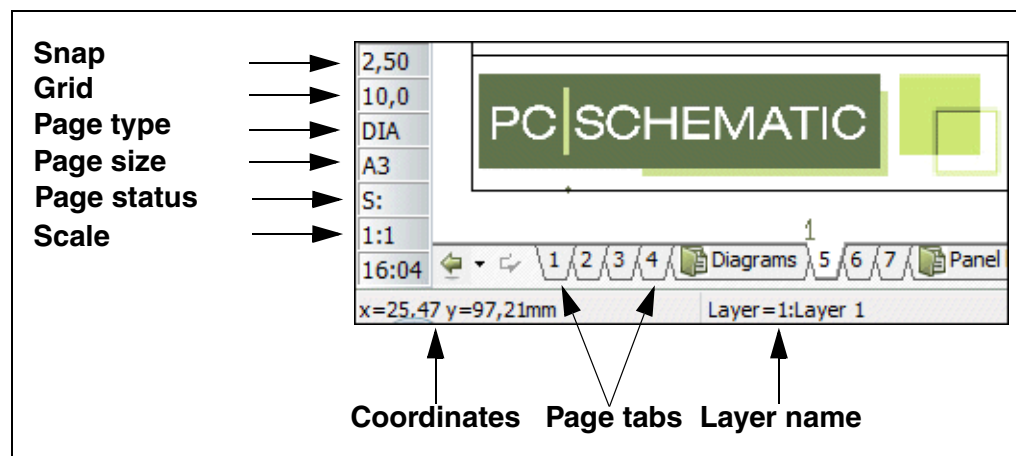 Snap
Grid
Page type
Page size
Page status
Scale
2,50
10,0
DIA
A3
S:
1:1
16:04
PC|SCHEMATIC
1
1 2 3 4 Diagrams 5 6 7 Panel
x=25,47 y=97,21mm Layer=1:Layer 1
Coordinates Page tabs Layer name